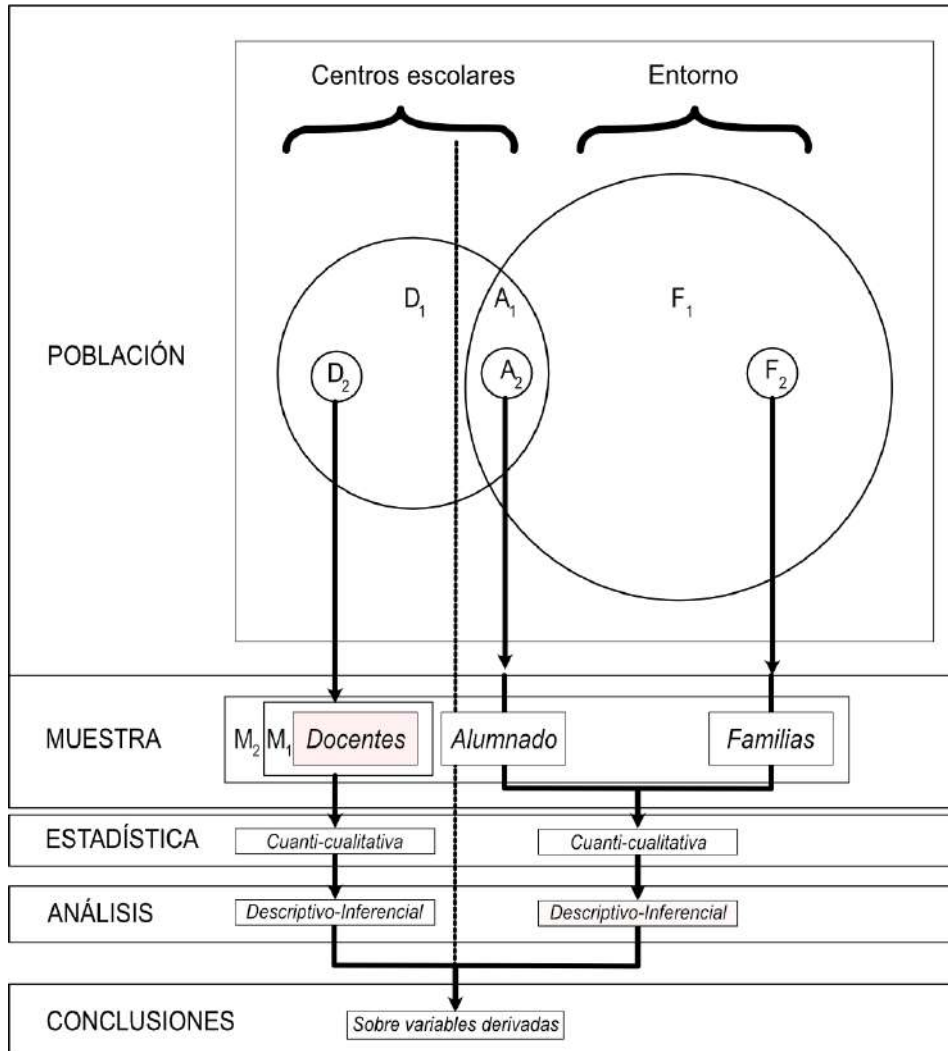 Centros escolares Entorno
D₁ A₁ F₁
POBLACIÓN
D₂ A₂ F₂
MUESTRA M₂ M₁ Docentes Alumnado Familias
ESTADÍSTICA Cuanti-cualitativa Cuanti-cualitativa
ANÁLISIS Descriptivo-Inferencial Descriptivo-Inferencial
CONCLUSIONES Sobre variables derivadas